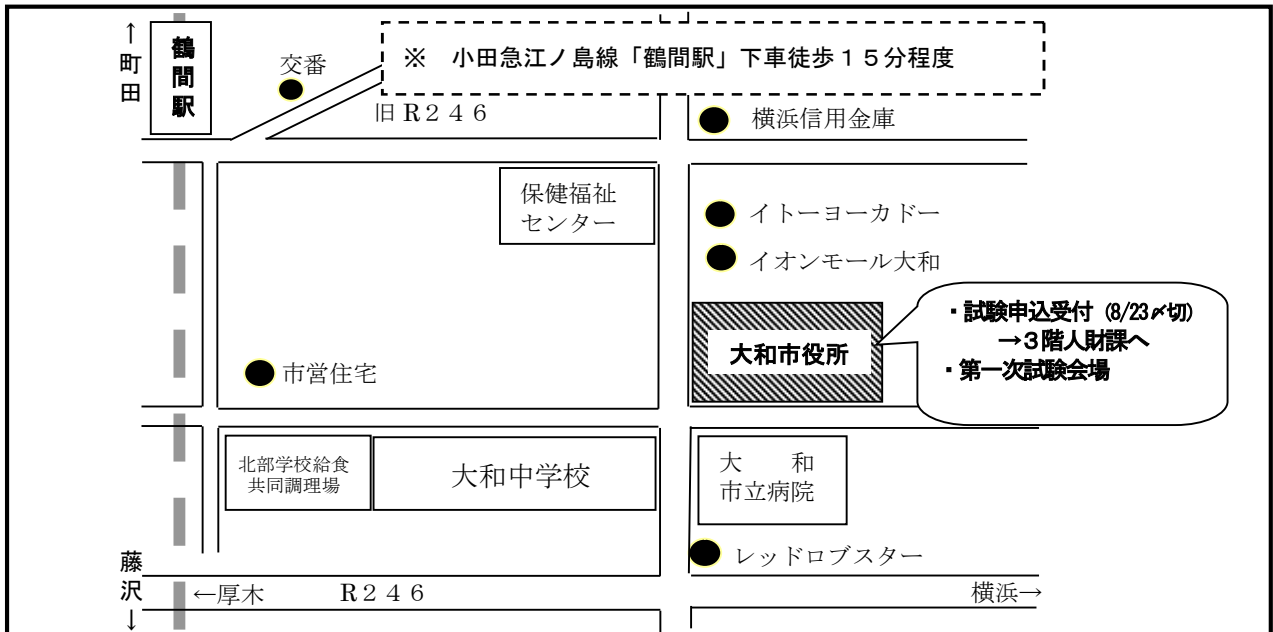 ↑
町
田
鶴
間
駅
交番
※　小田急江ノ島線「鶴間駅」下車徒歩１５分程度
旧Ｒ２４６
横浜信用金庫
保健福祉
センター
イトーヨーカドー
イオンモール大和
・試験申込受付（8/23〆切）
→３階人財課へ
・第一次試験会場
大和市役所
市営住宅
北部学校給食
共同調理場
大和中学校
大　　和
市立病院
レッドロブスター
藤
沢
↓
←厚木
Ｒ２４６
横浜→